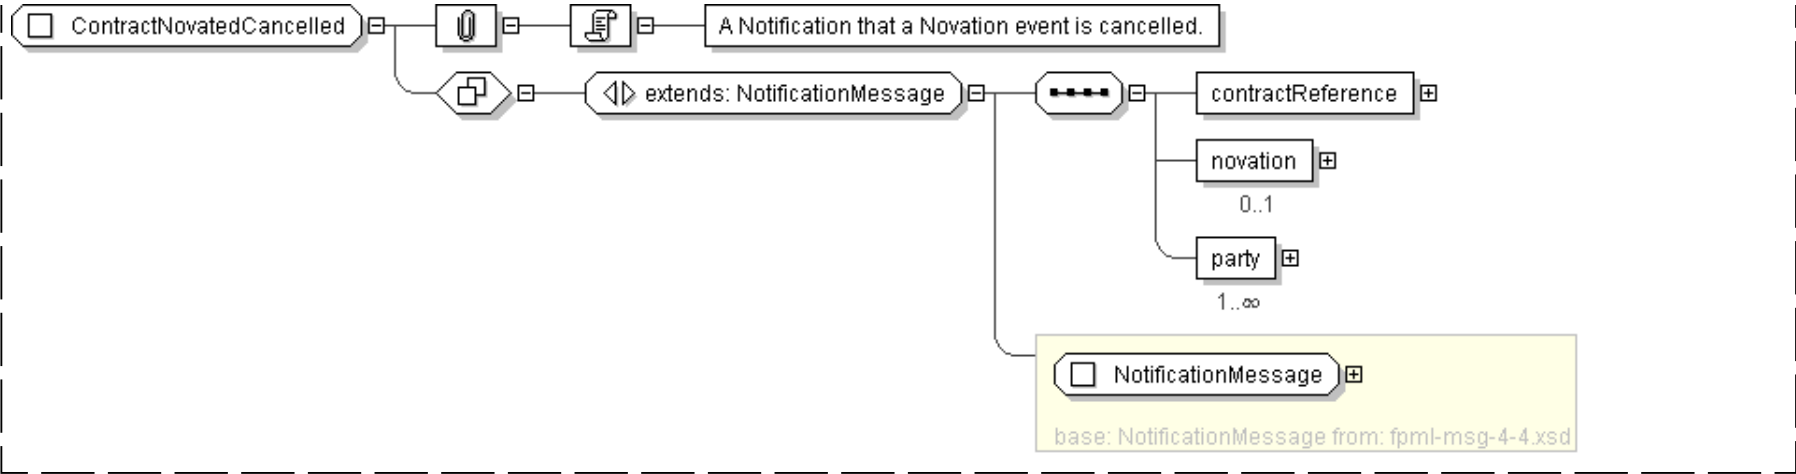 ContractNovatedCancelled
A Notification that a Novation event is cancelled.
extends: NotificationMessage
contractReference
novation
0..1
party
1..∞
NotificationMessage
base: NotificationMessage from: fpml-msg-4-4.xsd